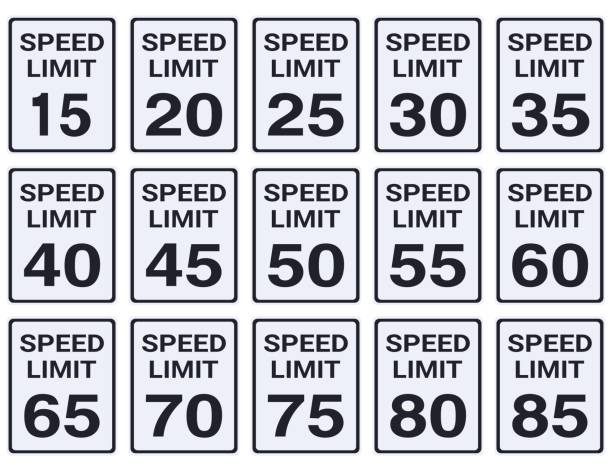 SPEED
LIMIT
15
SPEED
LIMIT
20
SPEED
LIMIT
25
SPEED
LIMIT
30
SPEED
LIMIT
35
SPEED
LIMIT
40
SPEED
LIMIT
45
SPEED
LIMIT
50
SPEED
LIMIT
55
SPEED
LIMIT
60
SPEED
LIMIT
65
SPEED
LIMIT
70
SPEED
LIMIT
75
SPEED
LIMIT
80
SPEED
LIMIT
85